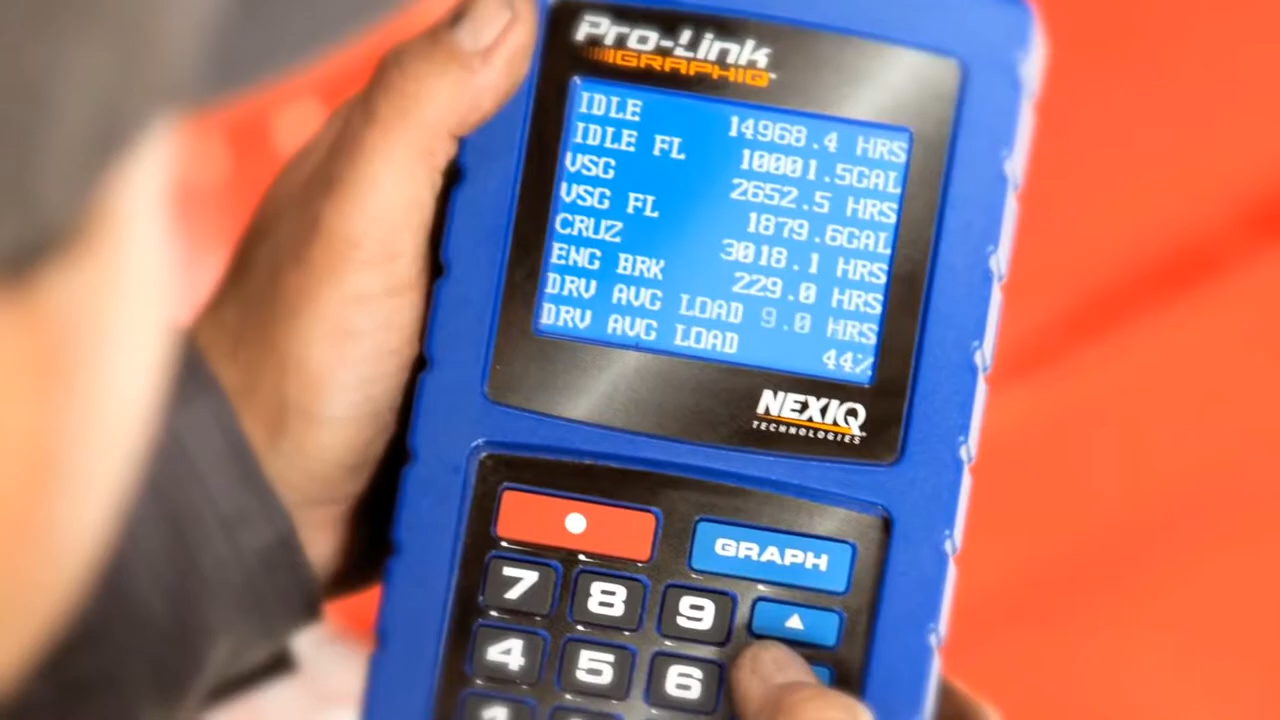 Pro-Link
GRAPHIQ
IDLE 14968.4 HRS
IDLE FL 10001.5GAL
VSG 2652.5 HRS
VSG FL 1879.6GAL
CRUZ 3018.1 HRS
ENG BRK 229.0 HRS
DRV AVG LOAD 9.0 HRS
DRV AVG LOAD 44%
NEXIQ
TECHNOLOGIES
GRAPH
7 8 9
4 5 6
1